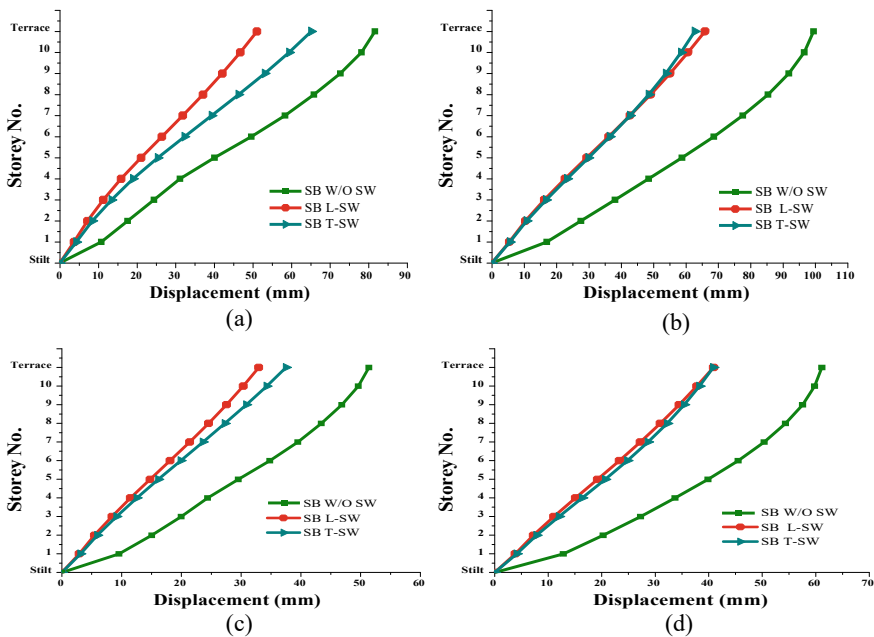 Storey No.
Terrace
10
9
8
7
6
5
4
3
2
1
Stilt
0 10 20 30 40 50 60 70 80 90
Displacement (mm)
SB W/O SW
SB L-SW
SB T-SW
(a)
Storey No.
Terrace
10
9
8
7
6
5
4
3
2
1
Stilt
0 10 20 30 40 50 60 70 80 90 100 110
Displacement (mm)
SB W/O SW
SB L-SW
SB T-SW
(b)
Storey No.
Terrace
10
9
8
7
6
5
4
3
2
1
Stilt
0 10 20 30 40 50 60
Displacement (mm)
SB W/O SW
SB L-SW
SB T-SW
(c)
Storey No.
Terrace
10
9
8
7
6
5
4
3
2
1
Stilt
0 10 20 30 40 50 60 70
Displacement (mm)
SB W/O SW
SB L-SW
SB T-SW
(d)